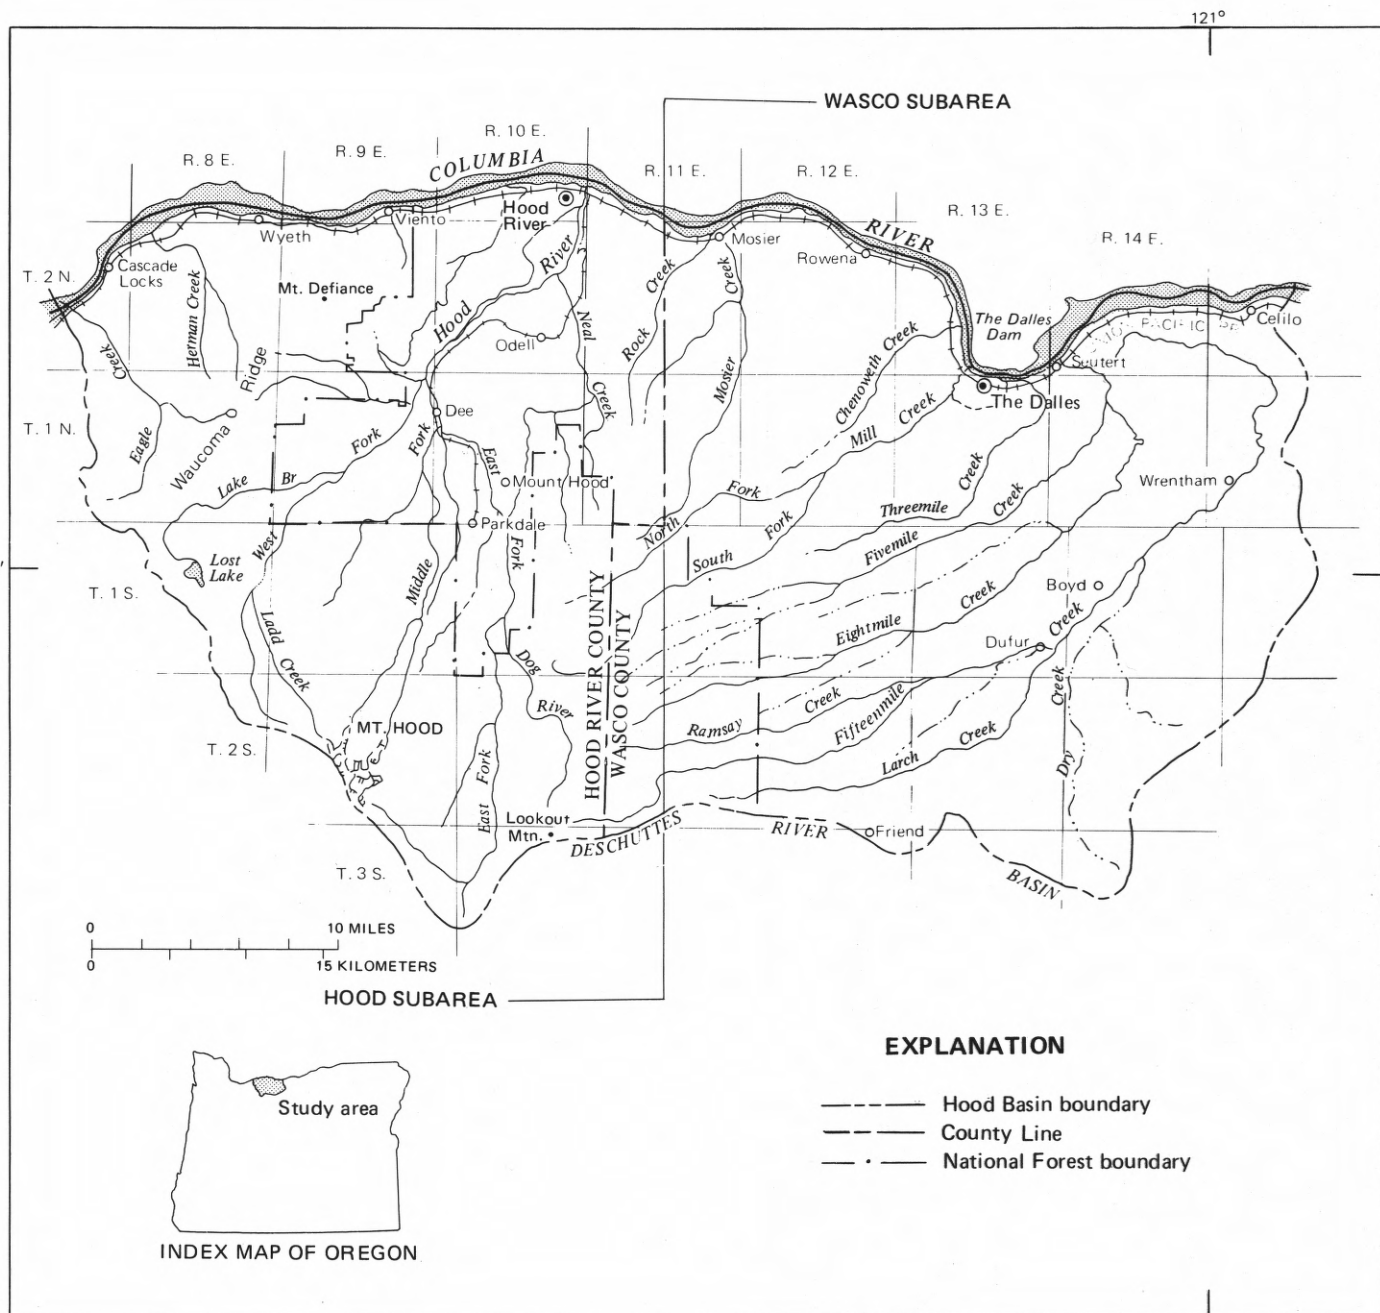 121°
WASCO SUBAREA
R. 8 E.
R. 9 E.
R. 10 E.
COLUMBIA
R. 11 E.
R. 12 E.
R. 13 E.
R. 14 E.
RIVER
Hood
River
Viento
Wyeth
Mosier
Rowena
Cascade
Locks
T. 2 N.
Mt. Defiance
Herman Creek
Hood
River
Neal
Creek
Rock
Creek
Mosier
Creek
The Dalles
Dam
Celilo
Odell
Chenoweth Creek
The Dalles
Mill
Creek
Creek
Eagle
Waucoma
Ridge
Dee
T. 1 N.
Lake
Br
West
Fork
Fork
Middle
East
Fork
Mount Hood
Parkdale
North
Fork
South
Fork
Threemile
Creek
Fivemile
Creek
Wrentham
Lost
Lake
T. 1 S.
Ladd
Creek
HOOD RIVER COUNTY
WASCO COUNTY
Eightmile
Creek
Boyd
Dufur
Creek
Dog
River
Ramsay
Creek
Fifteenmile
Larch
Creek
Dry
Creek
MT. HOOD
T. 2 S.
East
Fork
Lookout
Mtn.
DESCHUTTES
RIVER
BASIN
Friend
T. 3 S.
0
10 MILES
0
15 KILOMETERS
HOOD SUBAREA
EXPLANATION
Hood Basin boundary
County Line
National Forest boundary
Study area
INDEX MAP OF OREGON